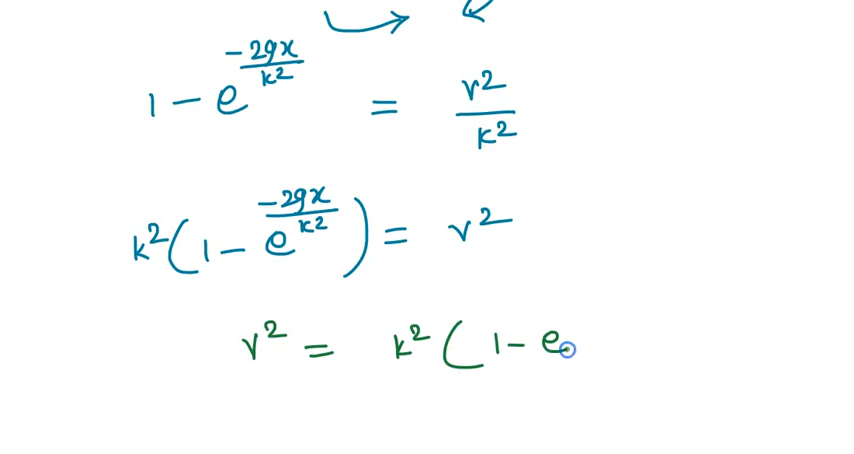 1 - e^(-2gx/k²) = v²/k²
k²(1 - e^(-2gx/k²)) = v²
v² = k²(1 - e